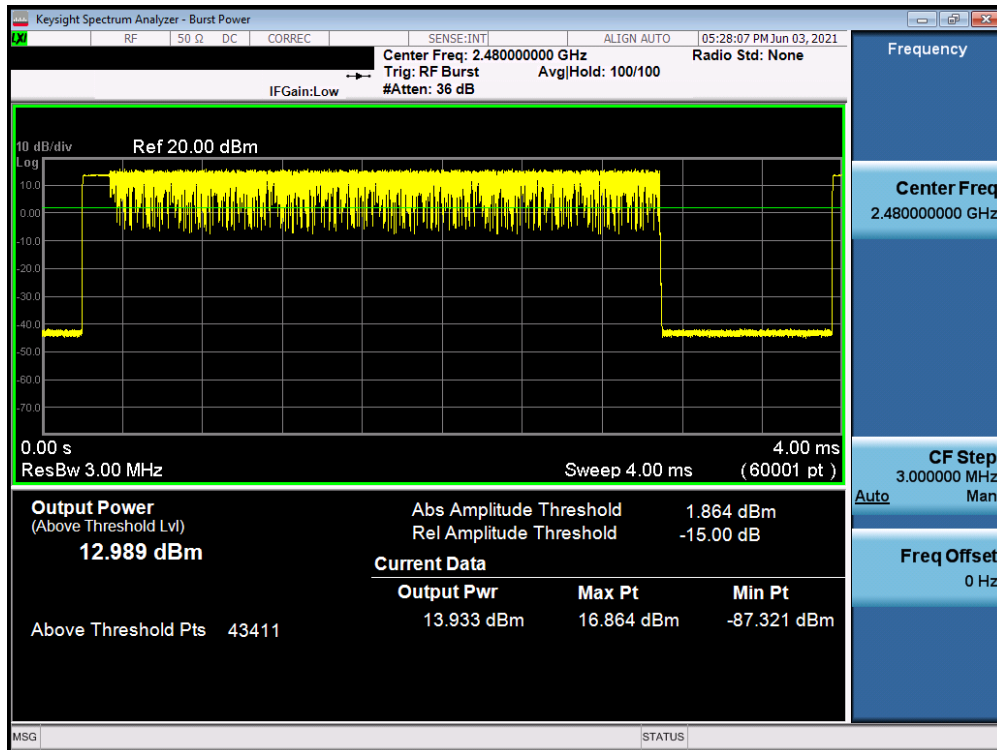 Keysight Spectrum Analyzer - Burst Power
LXI RF 50 Ω DC CORREC SENSE:INT ALIGN AUTO 05:28:07 PM Jun 03, 2021
Center Freq: 2.480000000 GHz Radio Std: None
Trig: RF Burst Avg|Hold: 100/100
IFGain:Low #Atten: 36 dB
10 dB/div Ref 20.00 dBm
Log
10.0
0.00
-10.0
-20.0
-30.0
-40.0
-50.0
-60.0
-70.0
0.00 s 4.00 ms
ResBw 3.00 MHz Sweep 4.00 ms (60001 pt)
Output Power
(Above Threshold Lvl)
12.989 dBm
Above Threshold Pts 43411
Abs Amplitude Threshold 1.864 dBm
Rel Amplitude Threshold -15.00 dB
Current Data
Output Pwr Max Pt Min Pt
13.933 dBm 16.864 dBm -87.321 dBm
Frequency
Center Freq
2.480000000 GHz
CF Step
3.000000 MHz
Auto Man
Freq Offset
0 Hz
MSG STATUS